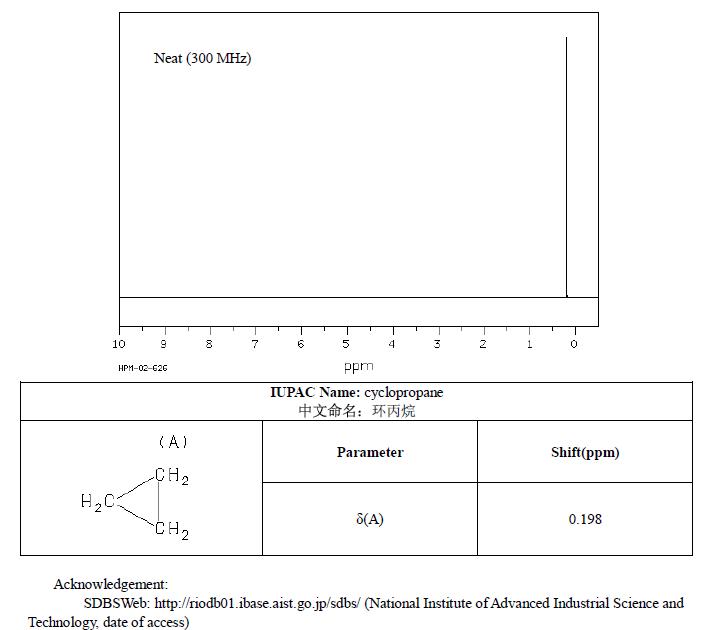 Neat (300 MHz)
10 9 8 7 6 5 4 3 2 1 0
HPM-02-626
ppm
IUPAC Name: cyclopropane
中文命名：环丙烷
(A)
CH2
H2C
CH2
Parameter
Shift(ppm)
δ(A)
0.198
Acknowledgement:
SDBSWeb: http://riodb01.ibase.aist.go.jp/sdbs/ (National Institute of Advanced Industrial Science and
Technology, date of access)